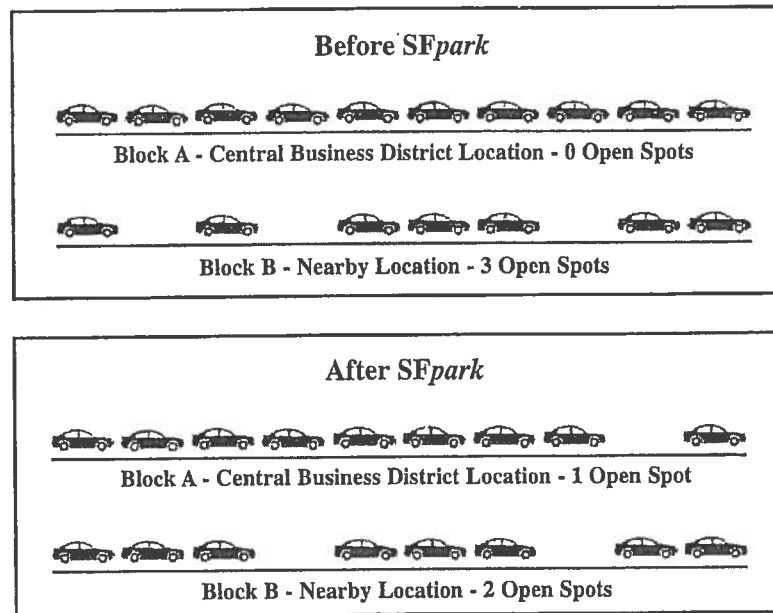 Before SFpark
Block A - Central Business District Location - 0 Open Spots
Block B - Nearby Location - 3 Open Spots
After SFpark
Block A - Central Business District Location - 1 Open Spot
Block B - Nearby Location - 2 Open Spots